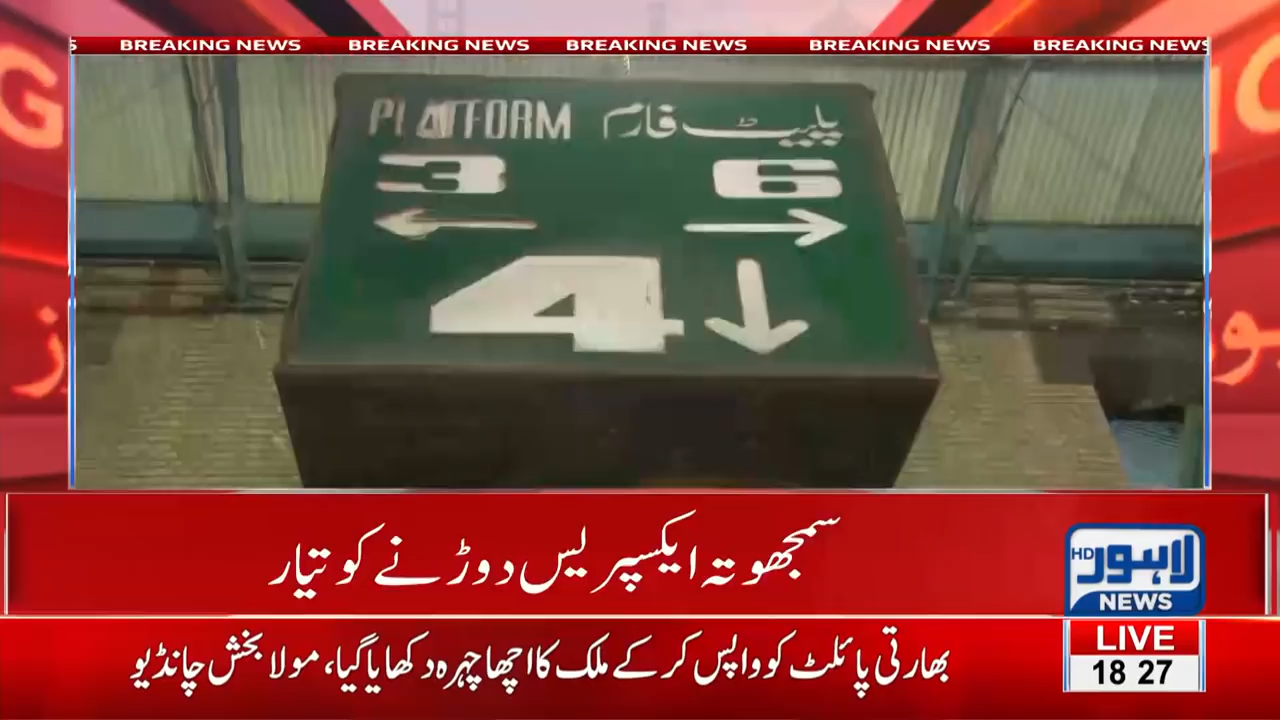 BREAKING NEWS BREAKING NEWS BREAKING NEWS BREAKING NEWS BREAKING NEWS
PLATFORM پلیٹ فارم
3 6
← →
4 ↓
سمجھوتہ ایکسپریس دوڑنے کو تیار
HD لاہور
NEWS
بھارتی پائلٹ کو واپس کر کے ملک کا اچھا چہرہ دکھایا گیا، مولا بخش چانڈیو
LIVE
18 27